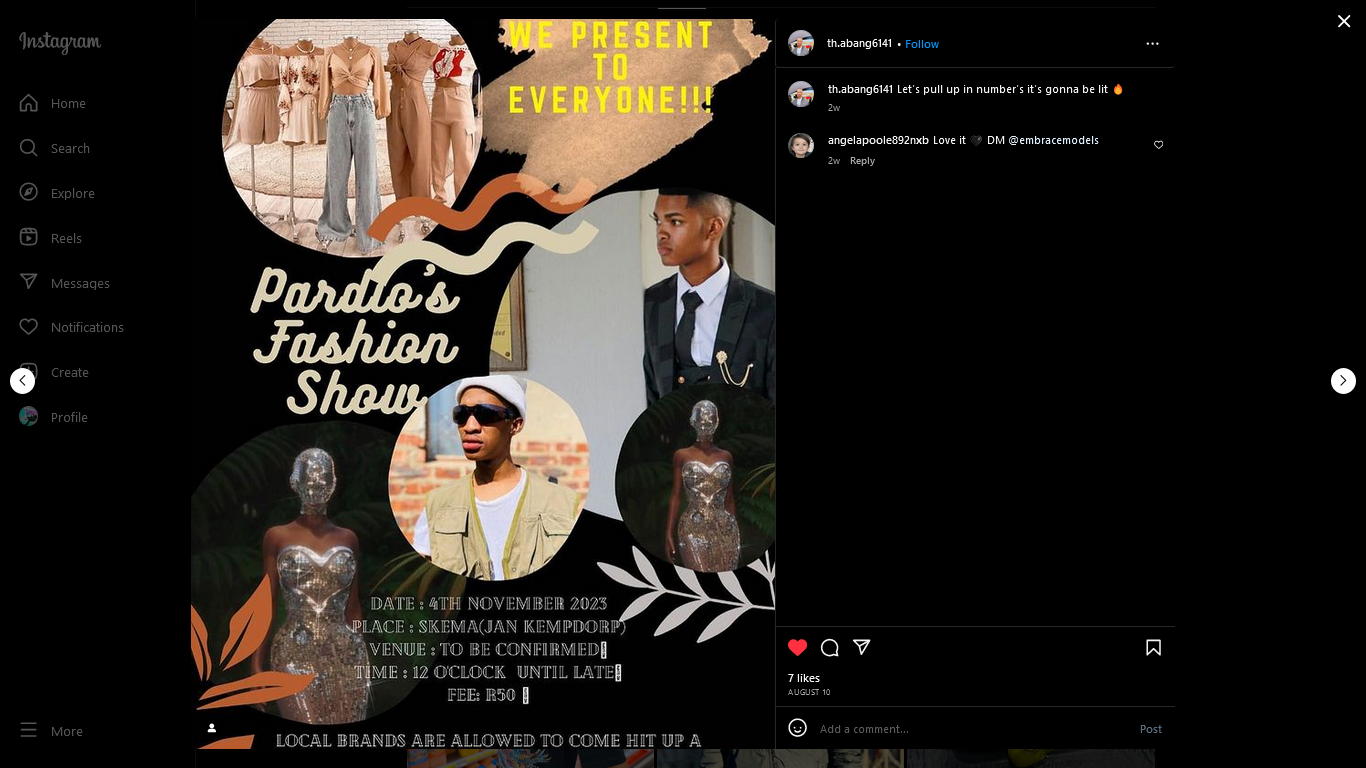 Instagram
Home
Search
Explore
Reels
Messages
Notifications
Create
Profile
More
WE PRESENT
TO
EVERYONE!!!
Pardio's
Fashion
Show
DATE : 4TH NOVEMBER 2023
PLACE : SKEMA(JAN KEMPDORP)
VENUE : TO BE CONFIRMED
TIME : 12 O'CLOCK UNTIL LATE
FEE: R50
LOCAL BRANDS ARE ALLOWED TO COME HIT UP A
th.abang6141 • Follow
th.abang6141 Let's pull up in number's it's gonna be lit 🔥
2w
angelapoole892nxb Love it 🖤 DM @embracemodels
2w Reply
7 likes
AUGUST 10
Add a comment...
Post